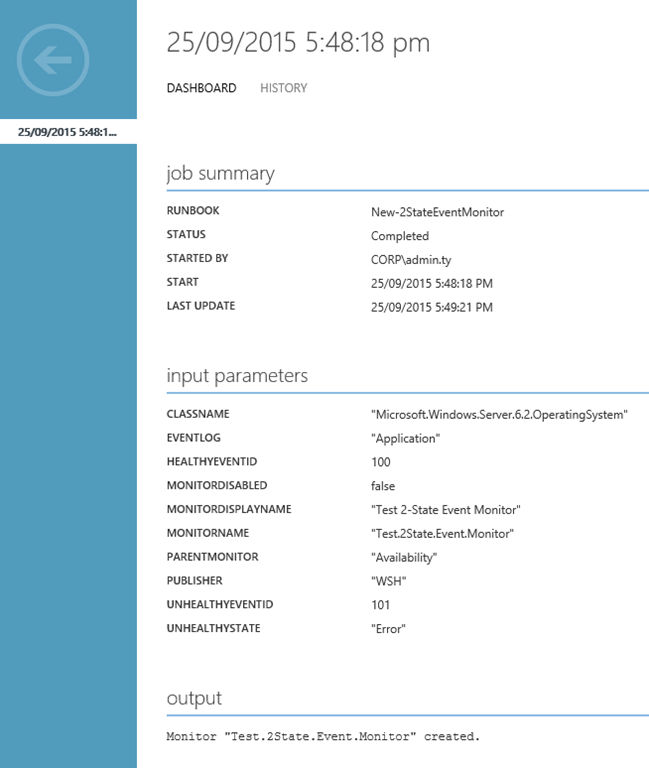 25/09/2015 5:48:18 pm
DASHBOARD HISTORY
25/09/2015 5:48:1...
job summary
RUNBOOK New-2StateEventMonitor
STATUS Completed
STARTED BY CORP\admin.ty
START 25/09/2015 5:48:18 PM
LAST UPDATE 25/09/2015 5:49:21 PM
input parameters
CLASSNAME "Microsoft.Windows.Server.6.2.OperatingSystem"
EVENTLOG "Application"
HEALTHYEVENTID 100
MONITORDISABLED false
MONITORDISPLAYNAME "Test 2-State Event Monitor"
MONITORNAME "Test.2State.Event.Monitor"
PARENTMONITOR "Availability"
PUBLISHER "WSH"
UNHEALTHYEVENTID 101
UNHEALTHYSTATE "Error"
output
Monitor "Test.2State.Event.Monitor" created.